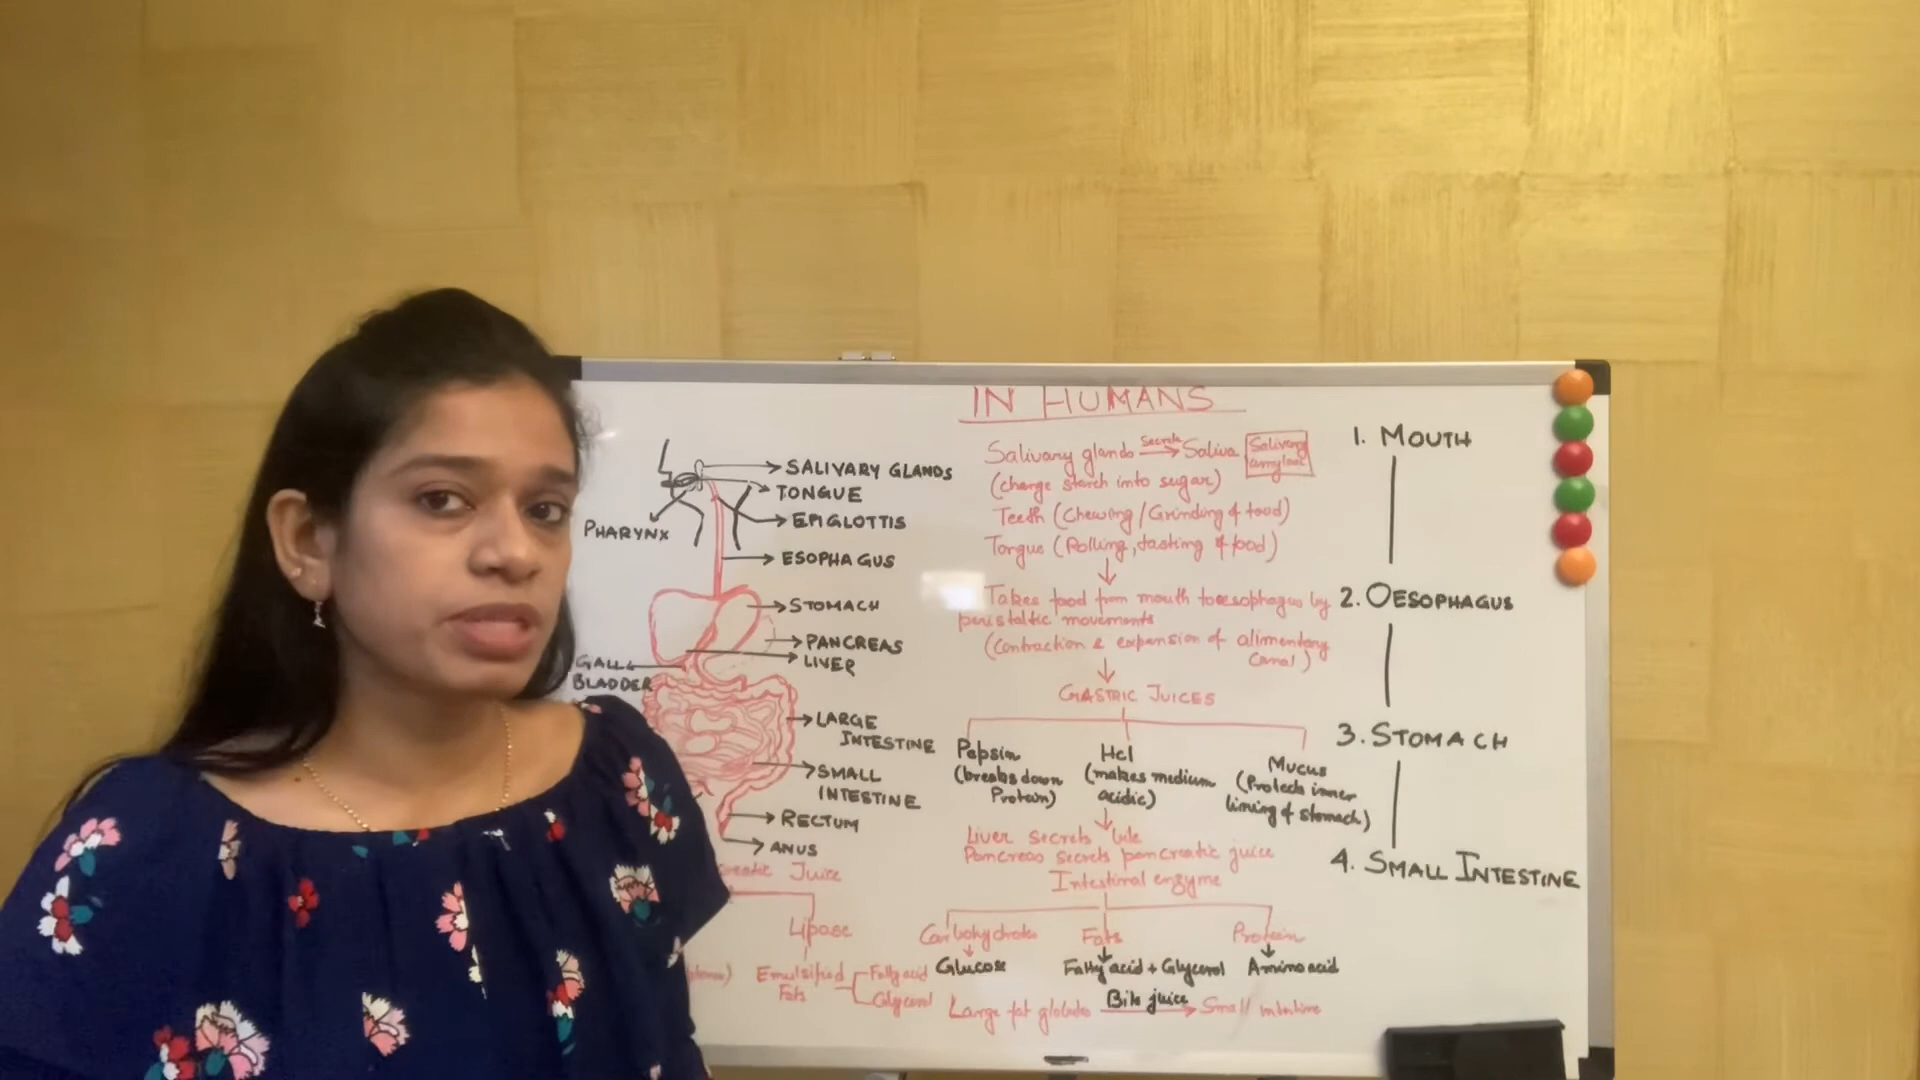 IN HUMANS
SALIVARY GLANDS
TONGUE
EPIGLOTTIS
PHARYNX
ESOPHAGUS
STOMACH
PANCREAS
LIVER
GALL
BLADDER
LARGE
INTESTINE
SMALL
INTESTINE
RECTUM
ANUS
Juice
Lipase
Emulsified
Fats
Fatty acid
Glycerol
Salivary glands Secrets Saliva Salivary
amylase
(change starch into sugar)
Teeth (Chewing/Grinding of food)
Tongue (Rolling, tasting of food)
Takes food from mouth to oesophagus by
peristaltic movements
(Contraction & expansion of alimentary
Canal)
GASTRIC JUICES
Pepsin
(breaks down
Protein)
Hcl
(makes medium
acidic)
Mucus
(Protects inner
lining of stomach)
Liver secrets bile
Pancreas secrets pancreatic juice
Intestinal enzyme
Carbohydrates
Glucose
Fats
Fatty acid + Glycerol
Protein
Amino acid
Large fat globules Bile juice Small intestine
1. MOUTH
2. OESOPHAGUS
3. STOMACH
4. SMALL INTESTINE